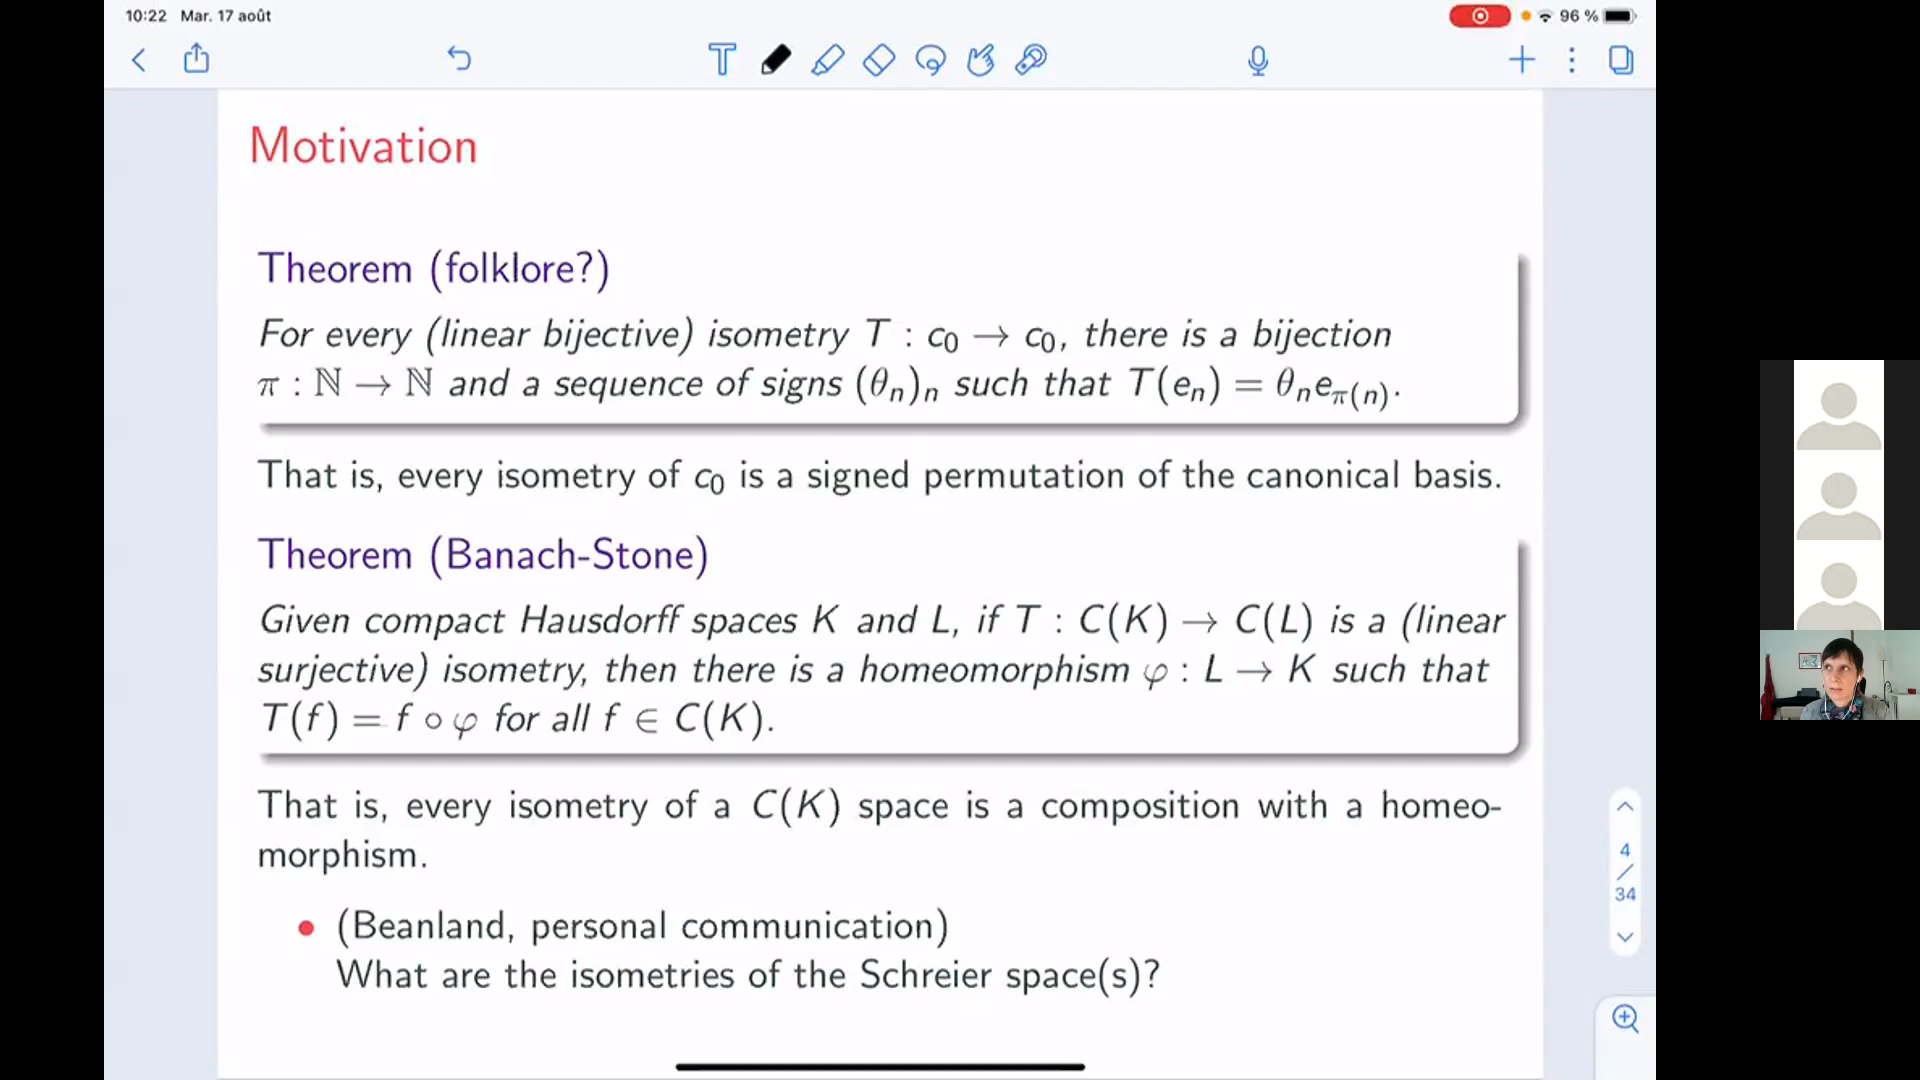 10:22 Mar. 17 août
96 %
Motivation
Theorem (folklore?)
For every (linear bijective) isometry T : c₀ → c₀, there is a bijection
π : ℕ → ℕ and a sequence of signs (θₙ)ₙ such that T(eₙ) = θₙe_π(n).
That is, every isometry of c₀ is a signed permutation of the canonical basis.
Theorem (Banach-Stone)
Given compact Hausdorff spaces K and L, if T : C(K) → C(L) is a (linear
surjective) isometry, then there is a homeomorphism φ : L → K such that
T(f) = f ∘ φ for all f ∈ C(K).
That is, every isometry of a C(K) space is a composition with a homeo-
morphism.
• (Beanland, personal communication)
What are the isometries of the Schreier space(s)?
4
/
34